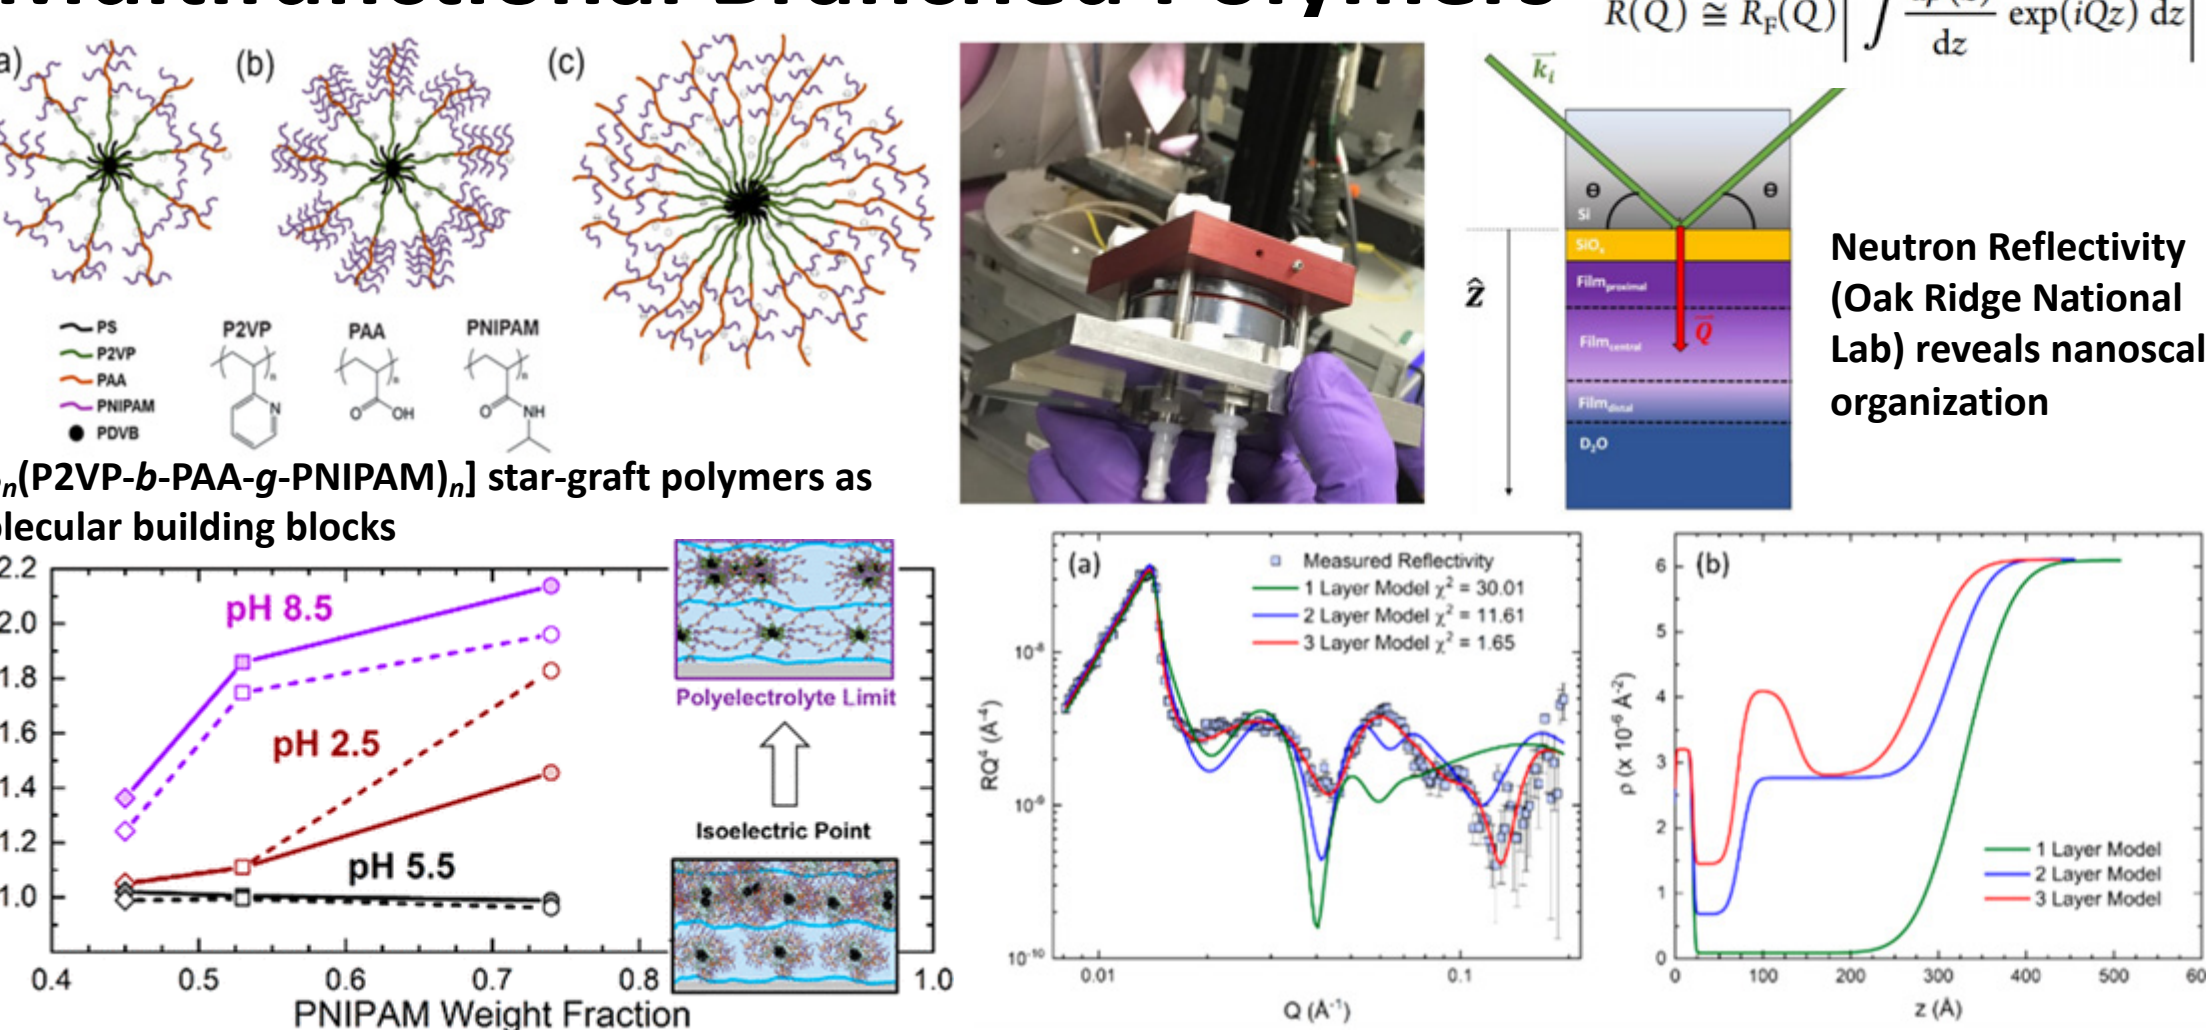 Multifunctional Branched Polymers
R(Q) ≅ R_F(Q)| ∫ dρ(z)/dz exp(iQz) dz|
a)
(b)
(c)
PS
P2VP
PAA
PNIPAM
PDVB
P2VP
PAA
PNIPAM
n
n
n
N
O
OH
O
NH
n(P2VP-b-PAA-g-PNIPAM)n] star-graft polymers as
lecular building blocks
k_i
θ
θ
Si
SiOx
Film proximal
Q
Film central
Film distal
D₂O
ẑ
Neutron Reflectivity
(Oak Ridge National
Lab) reveals nanoscal
organization
2.2
2.0
1.8
1.6
1.4
1.2
1.0
pH 8.5
pH 2.5
pH 5.5
Polyelectrolyte Limit
Isoelectric Point
0.4
0.5
0.6
0.7
0.8
1.0
PNIPAM Weight Fraction
(a)
Measured Reflectivity
1 Layer Model χ² = 30.01
2 Layer Model χ² = 11.61
3 Layer Model χ² = 1.65
RQ⁴ (Å⁻⁴)
10⁻⁸
10⁻⁹
10⁻¹⁰
0.01
0.1
Q (Å⁻¹)
(b)
ρ (x 10⁻⁶ Å⁻²)
6
5
4
3
2
1
0
1 Layer Model
2 Layer Model
3 Layer Model
0
100
200
300
400
500
60
z (Å)